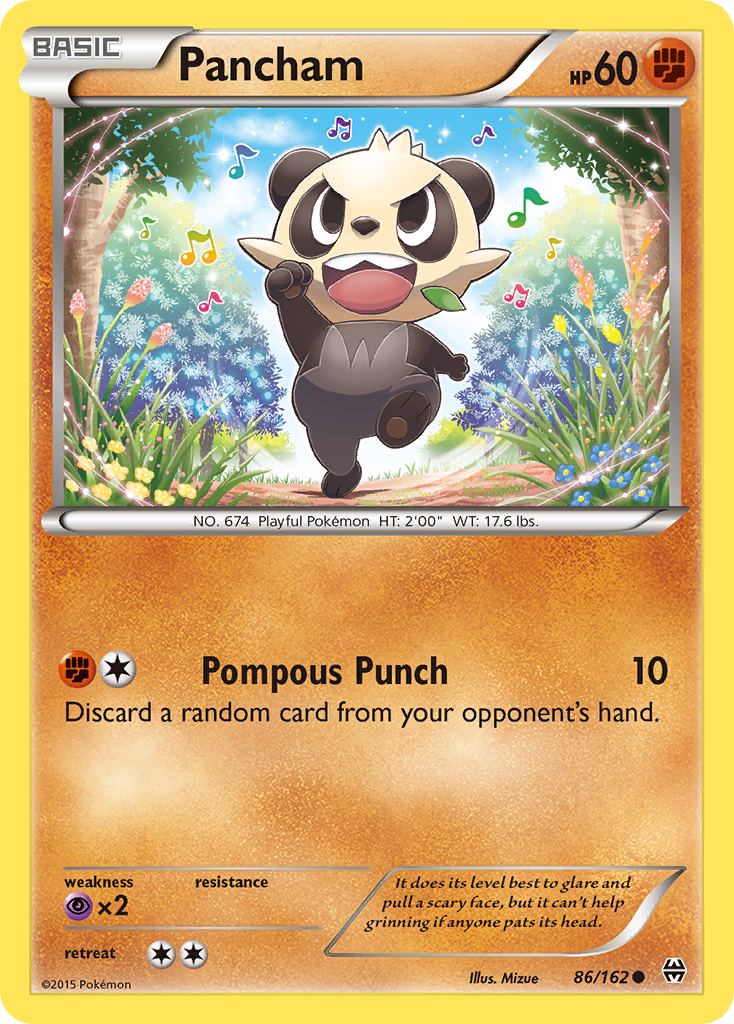 BASIC
Pancham
HP60
NO. 674 Playful Pokémon HT: 2'00" WT: 17.6 lbs.
Pompous Punch 10
Discard a random card from your opponent's hand.
weakness resistance
×2
retreat
It does its level best to glare and
pull a scary face, but it can't help
grinning if anyone pats its head.
©2015 Pokémon
Illus. Mizue
86/162